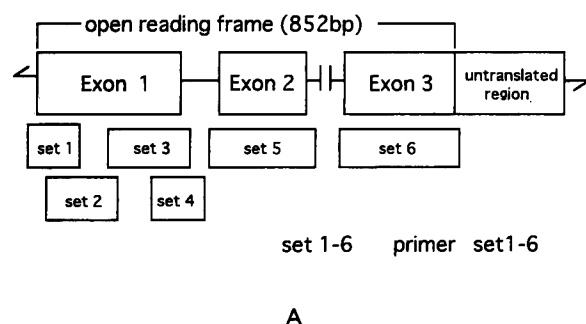 open reading frame (852bp)
Exon 1
Exon 2
Exon 3
untranslated
region
set 1
set 3
set 5
set 6
set 2
set 4
set 1-6 primer set1-6
A